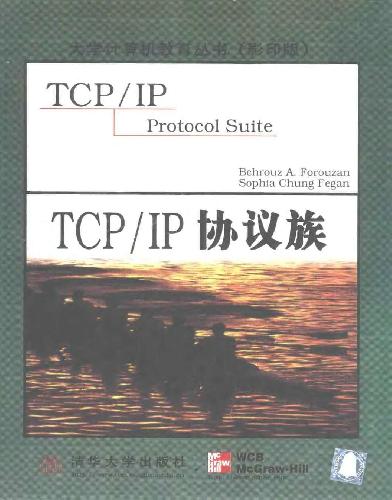 大学计算机教育丛书（影印版）
TCP/IP
Protocol Suite
Behrouz A. Forouzan
Sophia Chung Fegan
TCP/IP 协议族
清华大学出版社
WCB
McGraw-Hill